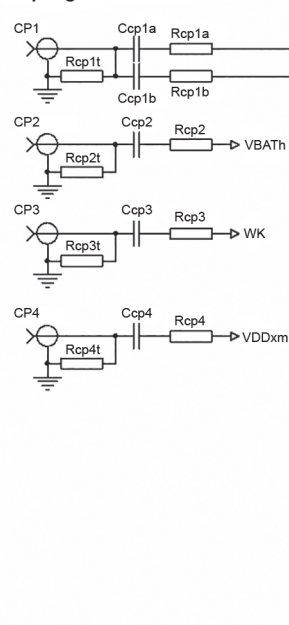 CP1
Ccp1a
Rcp1a
Rcp1t
Ccp1b
Rcp1b
CP2
Ccp2
Rcp2
VBATh
Rcp2t
CP3
Ccp3
Rcp3
WK
Rcp3t
CP4
Ccp4
Rcp4
VDDxm
Rcp4t